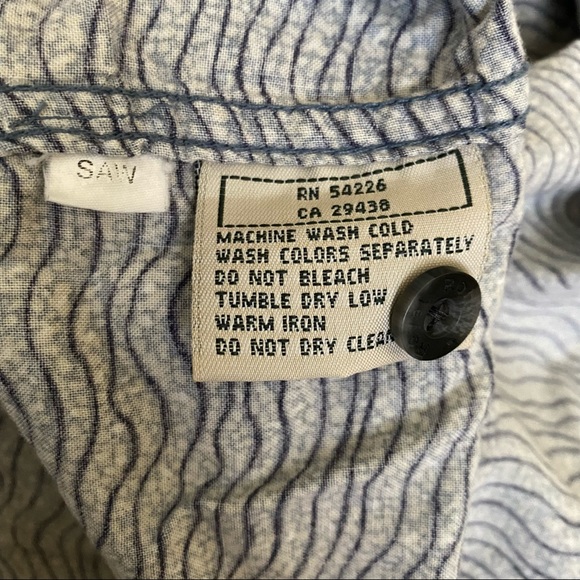 SAW
RN 54226
CA 29438
MACHINE WASH COLD
WASH COLORS SEPARATELY
DO NOT BLEACH
TUMBLE DRY LOW
WARM IRON
DO NOT DRY CLEA